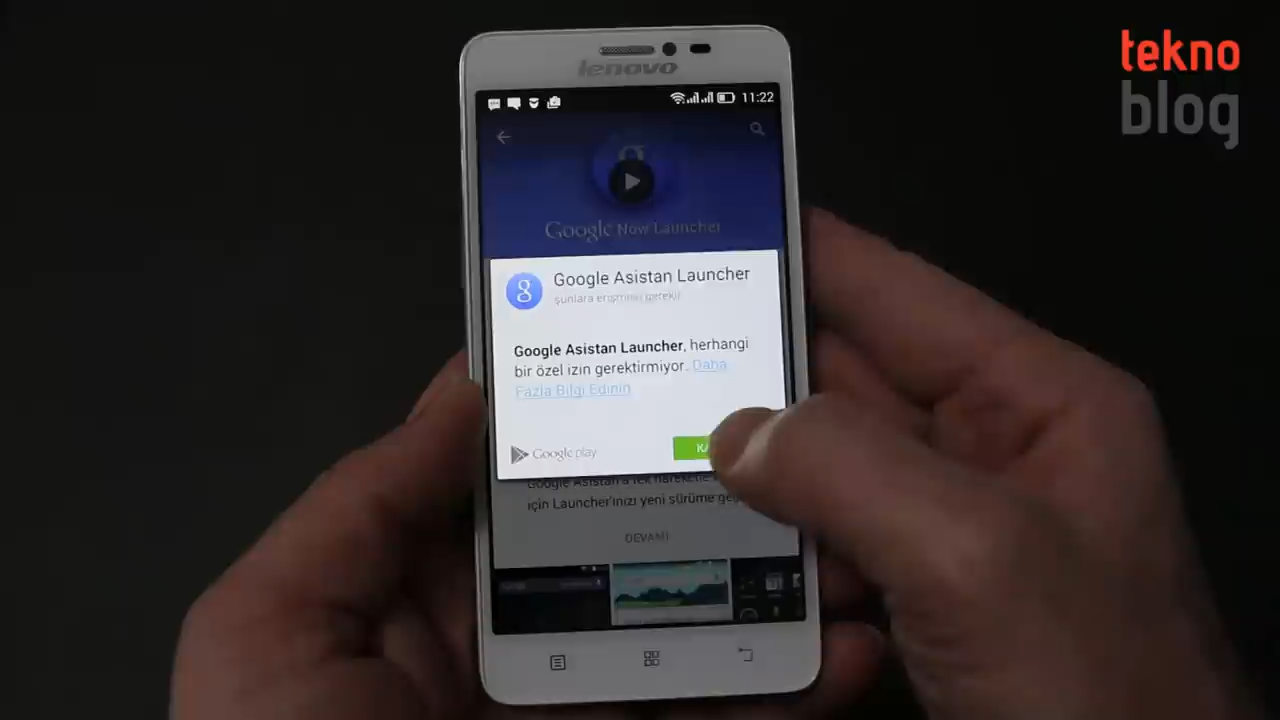 tekno
blog
lenovo
11:22
Google Now Launcher
Google Asistan Launcher
şunlara erişmesi gerekir
Google Asistan Launcher, herhangi
bir özel izin gerektirmiyor. Daha
Fazla Bilgi Edinin
Google play
Google Asistan'a tek hareketle
için Launcher'ınızı yeni sürüme
DEVAMI